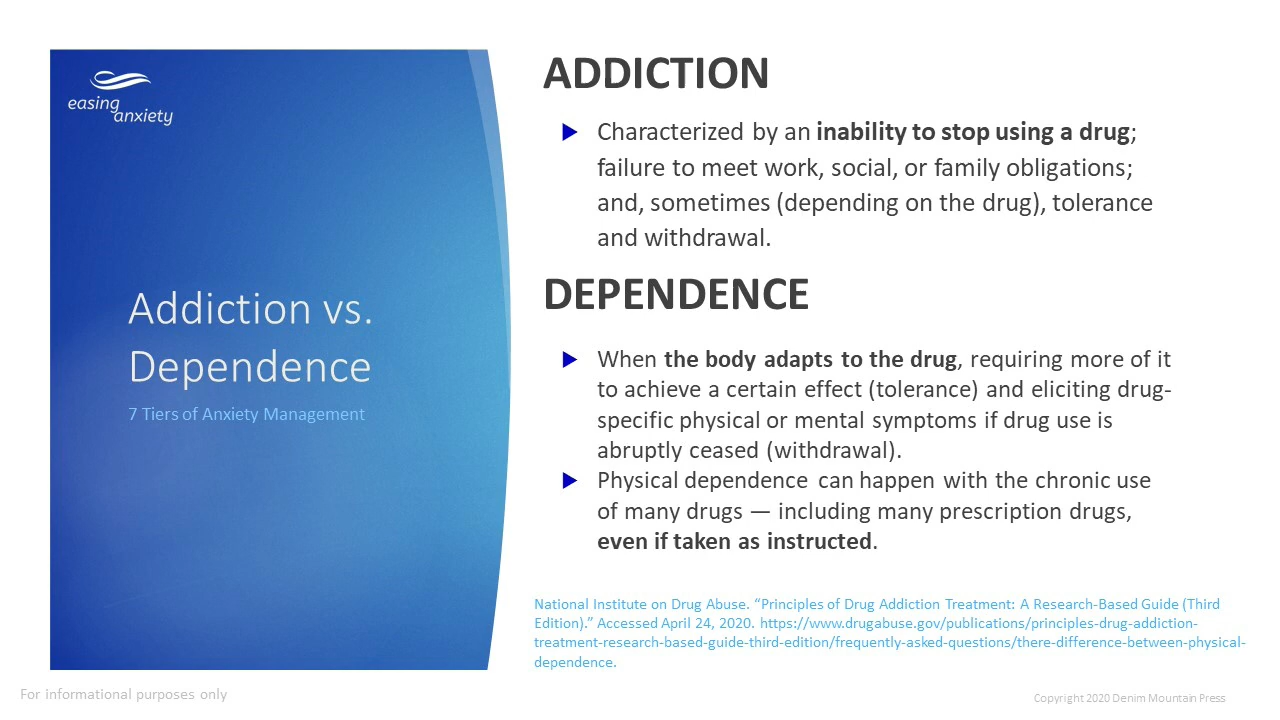 easing
anxiety
Addiction vs.
Dependence
7 Tiers of Anxiety Management
ADDICTION
Characterized by an inability to stop using a drug;
failure to meet work, social, or family obligations;
and, sometimes (depending on the drug), tolerance
and withdrawal.
DEPENDENCE
When the body adapts to the drug, requiring more of it
to achieve a certain effect (tolerance) and eliciting drug-
specific physical or mental symptoms if drug use is
abruptly ceased (withdrawal).
Physical dependence can happen with the chronic use
of many drugs — including many prescription drugs,
even if taken as instructed.
National Institute on Drug Abuse. “Principles of Drug Addiction Treatment: A Research-Based Guide (Third
Edition).” Accessed April 24, 2020. https://www.drugabuse.gov/publications/principles-drug-addiction-
treatment-research-based-guide-third-edition/frequently-asked-questions/there-difference-between-physical-
dependence.
For informational purposes only
Copyright 2020 Denim Mountain Press